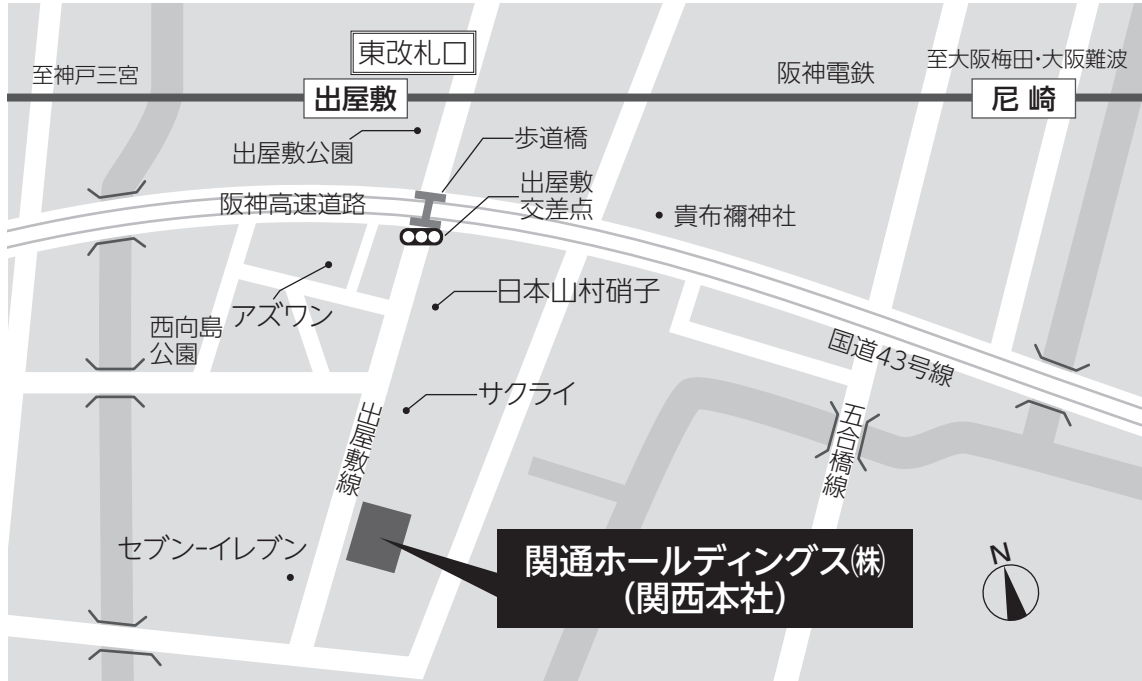 東改札口
至神戸三宮
阪神電鉄
至大阪梅田・大阪難波
出屋敷
尼崎
出屋敷公園
歩道橋
出屋敷
交差点
阪神高速道路
貴布禰神社
日本山村硝子
アズワン
西向島
公園
国道43号線
サクライ
出屋敷線
五合橋線
セブン-イレブン
関通ホールディングス㈱
(関西本社)
N